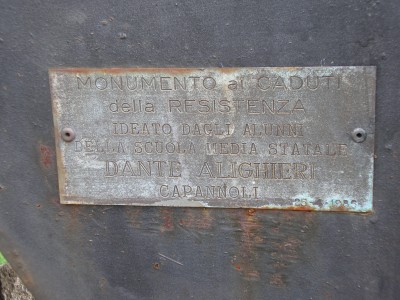 MONUMENTO ai CADUTI
della RESISTENZA
IDEATO DAGLI ALUNNI
DELLA SCUOLA MEDIA STATALE
DANTE ALIGHIERI
CAPANNOLI